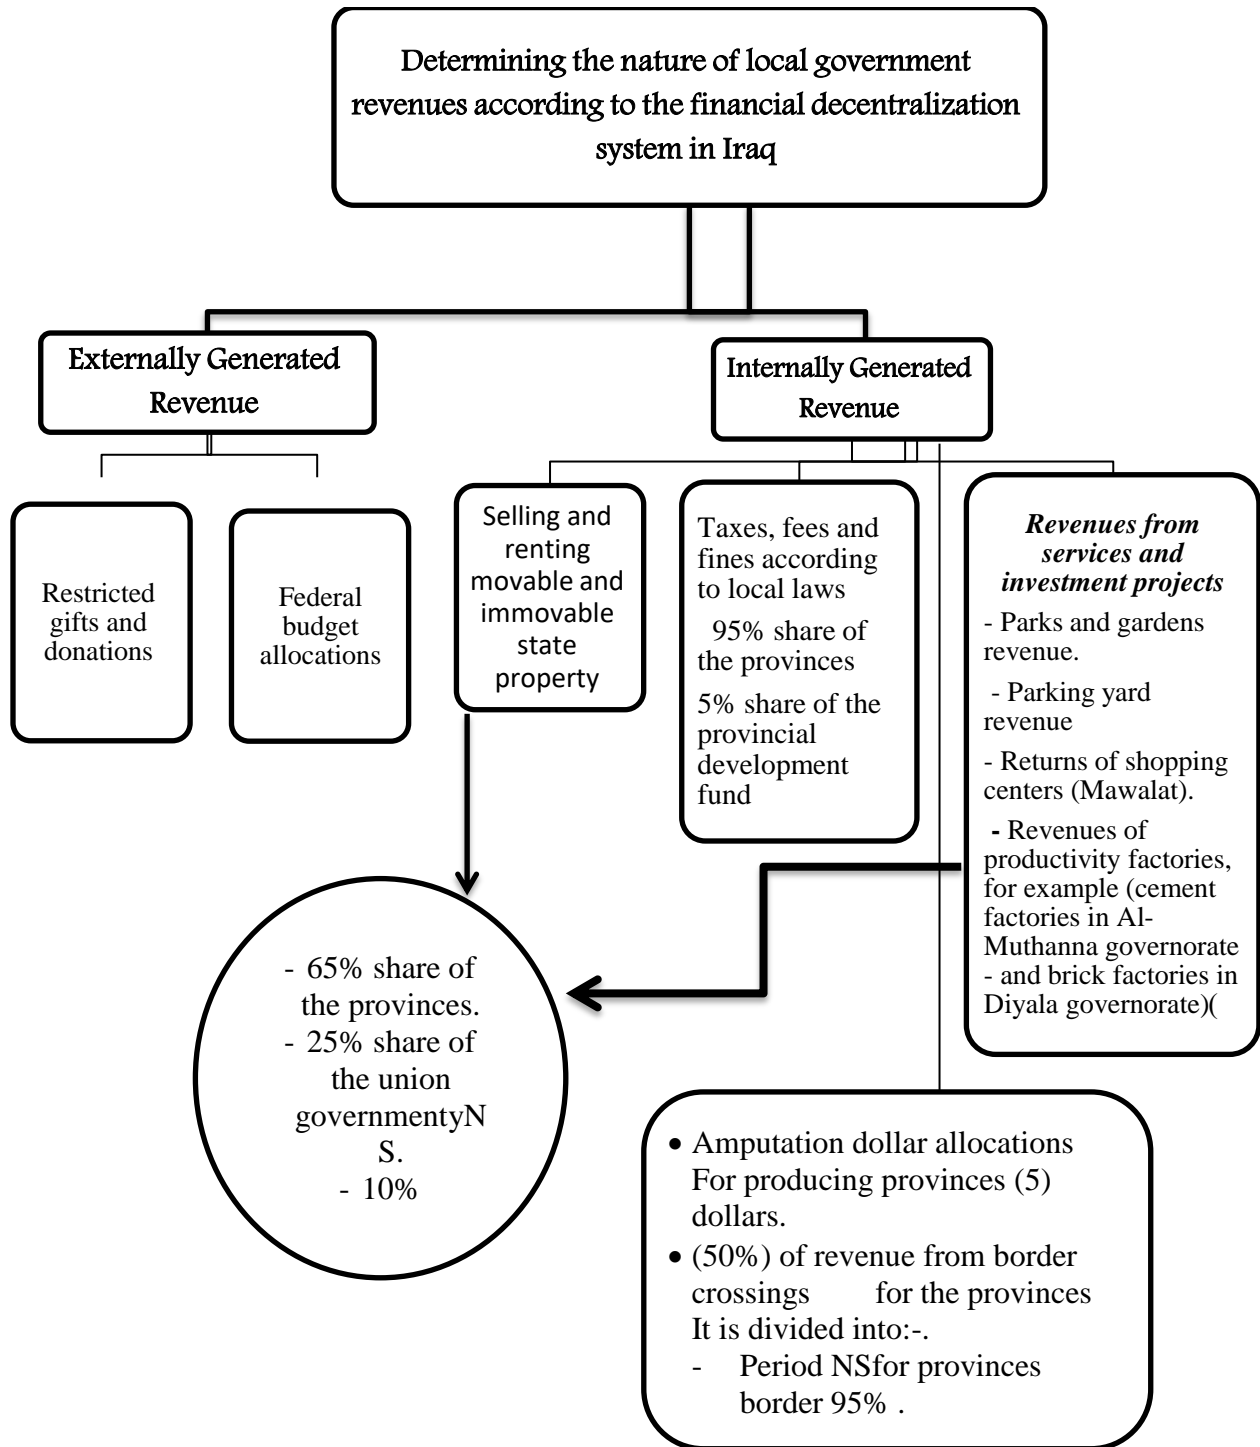 Determining the nature of local government
revenues according to the financial decentralization
system in Iraq
Externally Generated
Revenue
Internally Generated
Revenue
Restricted
gifts and
donations
Federal
budget
allocations
Selling and
renting
movable and
immovable
state
property
Taxes, fees and
fines according
to local laws
95% share of
the provinces
5% share of the
provincial
development
fund
Revenues from
services and
investment projects
- Parks and gardens
revenue.
- Parking yard
revenue
- Returns of shopping
centers (Mawalat).
- Revenues of
productivity factories,
for example (cement
factories in Al-
Muthanna governorate
- and brick factories in
Diyala governorate)(
- 65% share of
the provinces.
- 25% share of
the union
governmentyN
S.
- 10%
• Amputation dollar allocations
For producing provinces (5)
dollars.
• (50%) of revenue from border
crossings for the provinces
It is divided into:-.
- Period NSfor provinces
border 95% .